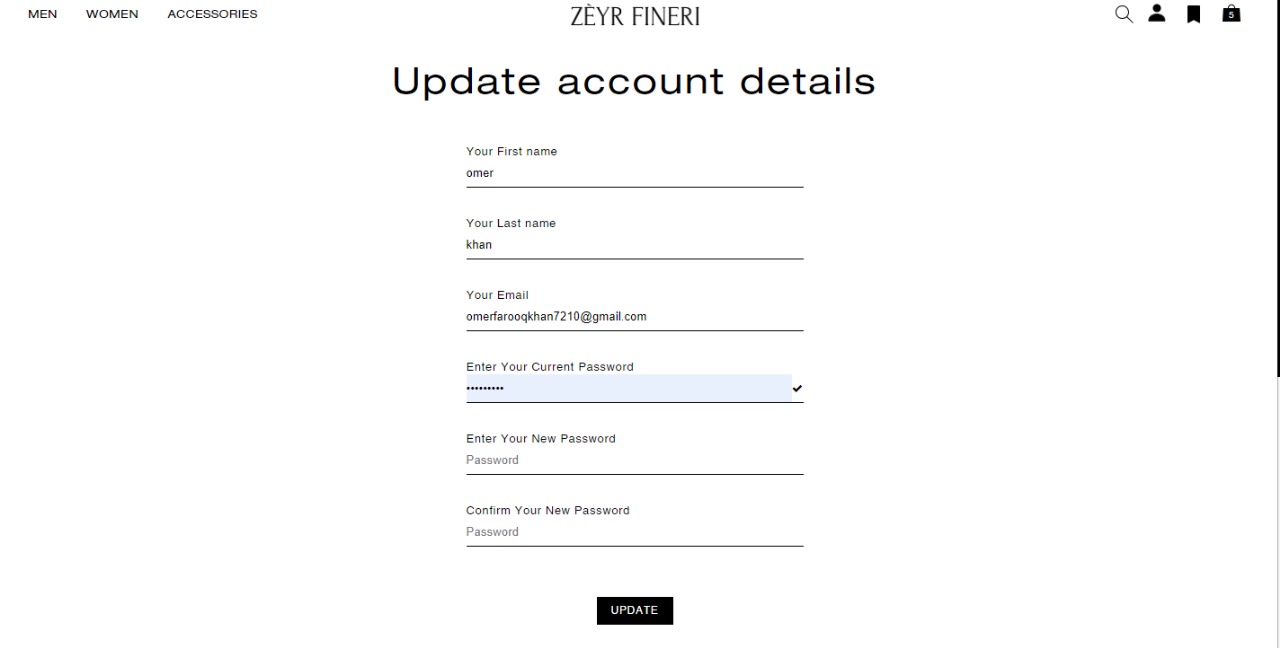 MEN WOMEN ACCESSORIES ZÈYR FINERI 5
Update account details
Your First name
omer
Your Last name
khan
Your Email
omerfarooqkhan7210@gmail.com
Enter Your Current Password
•••••••••
Enter Your New Password
Password
Confirm Your New Password
Password
UPDATE